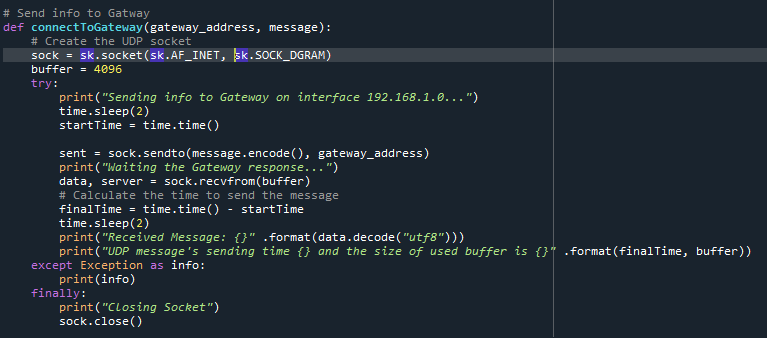 # Send info to Gatway
def connectToGateway(gateway_address, message):
    # Create the UDP socket
    sock = sk.socket(sk.AF_INET, sk.SOCK_DGRAM)
    buffer = 4096
    try:
        print("Sending info to Gateway on interface 192.168.1.0...")
        time.sleep(2)
        startTime = time.time()

        sent = sock.sendto(message.encode(), gateway_address)
        print("Waiting the Gateway response...")
        data, server = sock.recvfrom(buffer)
        # Calculate the time to send the message
        finalTime = time.time() - startTime
        time.sleep(2)
        print("Received Message: {}" .format(data.decode("utf8")))
        print("UDP message's sending time {} and the size of used buffer is {}" .format(finalTime, buffer))
    except Exception as info:
        print(info)
    finally:
        print("Closing Socket")
        sock.close()